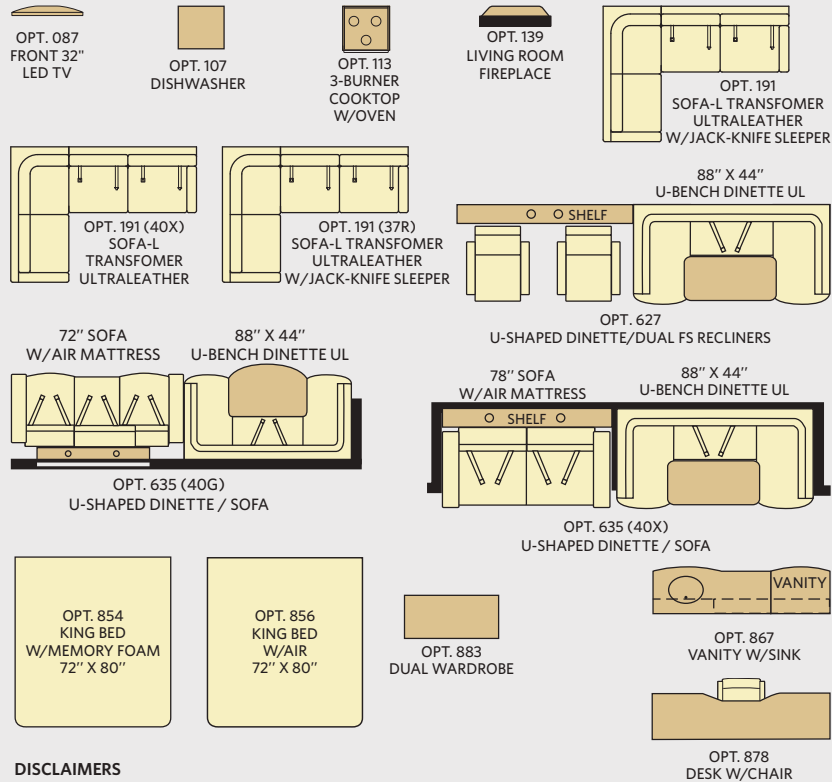 OPT. 087
FRONT 32"
LED TV
OPT. 107
DISHWASHER
OPT. 113
3-BURNER
COOKTOP
W/OVEN
OPT. 139
LIVING ROOM
FIREPLACE
OPT. 191
SOFA-L TRANSFOMER
ULTRALEATHER
W/JACK-KNIFE SLEEPER
OPT. 191 (40X)
SOFA-L
TRANSFOMER
ULTRALEATHER
OPT. 191 (37R)
SOFA-L TRANSFOMER
ULTRALEATHER
W/JACK-KNIFE SLEEPER
88" X 44"
U-BENCH DINETTE UL
SHELF
OPT. 627
U-SHAPED DINETTE/DUAL FS RECLINERS
72" SOFA
W/AIR MATTRESS
88" X 44"
U-BENCH DINETTE UL
OPT. 635 (40G)
U-SHAPED DINETTE / SOFA
78" SOFA
W/AIR MATTRESS
88" X 44"
U-BENCH DINETTE UL
SHELF
OPT. 635 (40X)
U-SHAPED DINETTE / SOFA
OPT. 854
KING BED
W/MEMORY FOAM
72" X 80"
OPT. 856
KING BED
W/AIR
72" X 80"
OPT. 883
DUAL WARDROBE
VANITY
OPT. 867
VANITY W/SINK
OPT. 878
DESK W/CHAIR
DISCLAIMERS